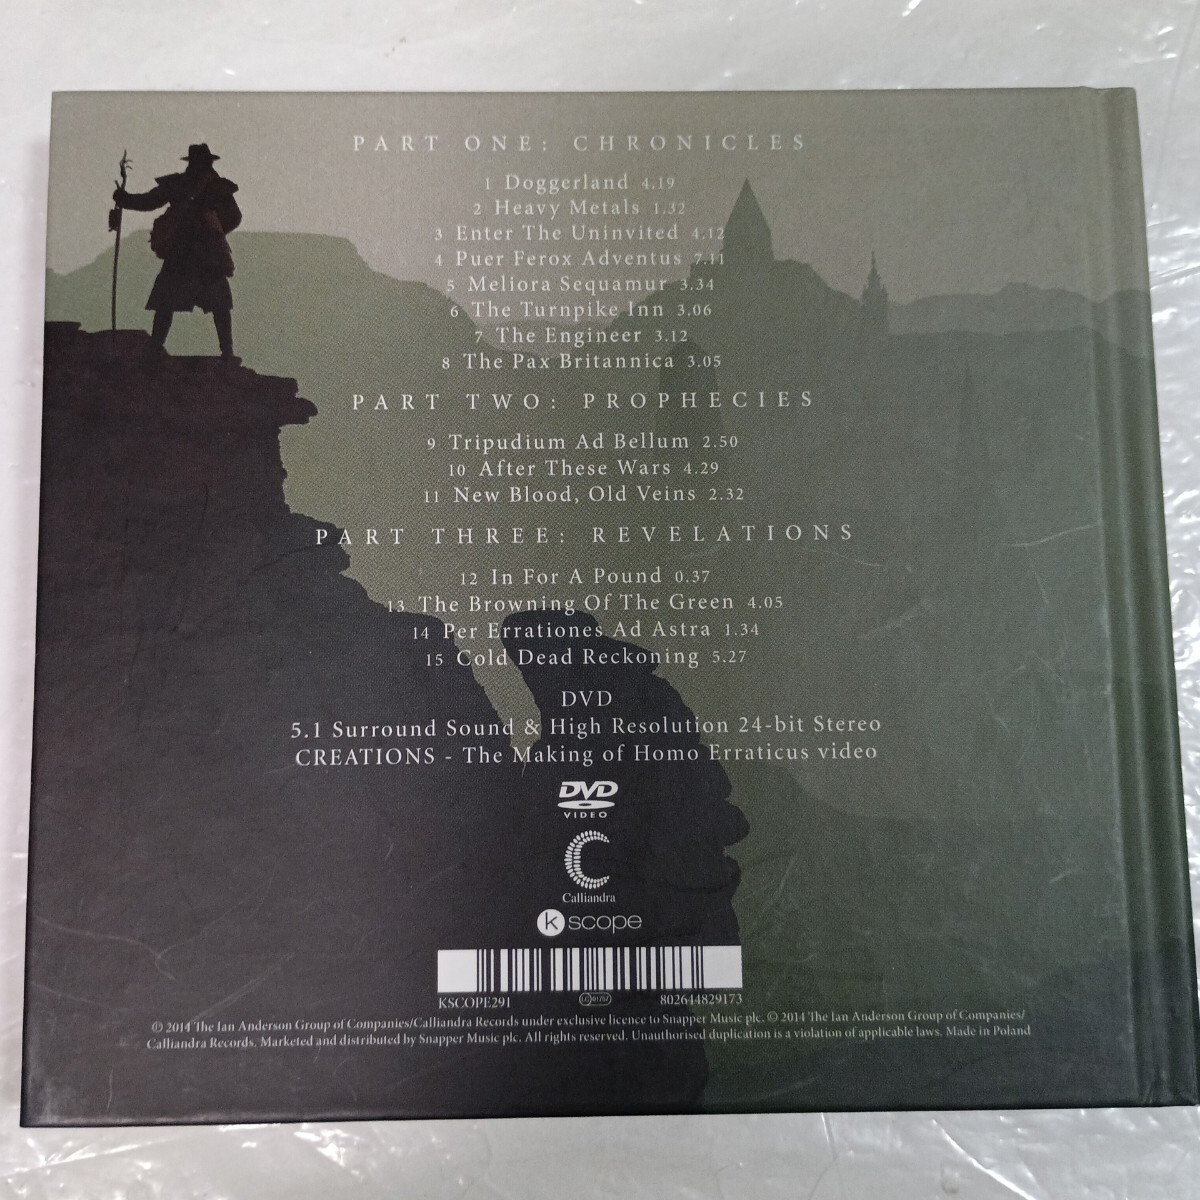 PART ONE: CHRONICLES
1 Doggerland 4.19
2 Heavy Metals 1.32
3 Enter The Uninvited 4.12
4 Puer Ferox Adventus 7.11
5 Meliora Sequamur 3.34
6 The Turnpike Inn 3.06
7 The Engineer 3.12
8 The Pax Britannica 3.05
PART TWO: PROPHECIES
9 Tripudium Ad Bellum 2.50
10 After These Wars 4.29
11 New Blood, Old Veins 2.32
PART THREE: REVELATIONS
12 In For A Pound 0.37
13 The Browning Of The Green 4.05
14 Per Errationes Ad Astra 1.34
15 Cold Dead Reckoning 5.27
DVD
5.1 Surround Sound & High Resolution 24-bit Stereo
CREATIONS - The Making of Homo Erraticus video
DVD
VIDEO
Calliandra
kscope
KSCOPE291 802644829173
℗ 2014 The Ian Anderson Group of Companies/Calliandra Records under exclusive licence to Snapper Music plc. © 2014 The Ian Anderson Group of Companies/
Calliandra Records. Marketed and distributed by Snapper Music plc. All rights reserved. Unauthorised duplication is a violation of applicable laws. Made in Poland